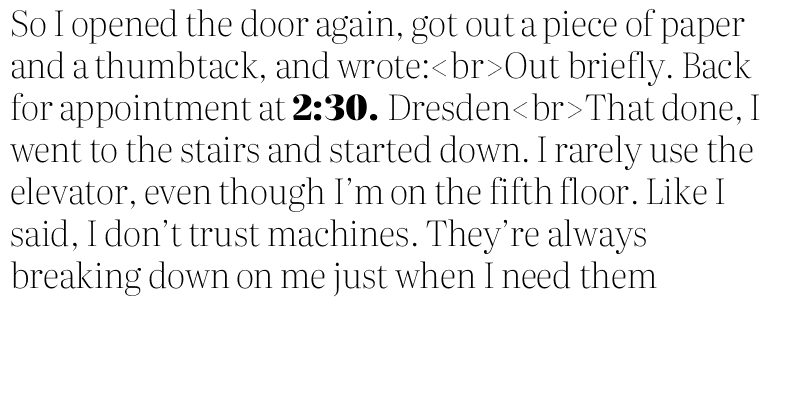 So I opened the door again, got out a piece of paper
and a thumbtack, and wrote:<br>Out briefly. Back
for appointment at 2:30. Dresden<br>That done, I
went to the stairs and started down. I rarely use the
elevator, even though I’m on the fifth floor. Like I
said, I don’t trust machines. They’re always
breaking down on me just when I need them